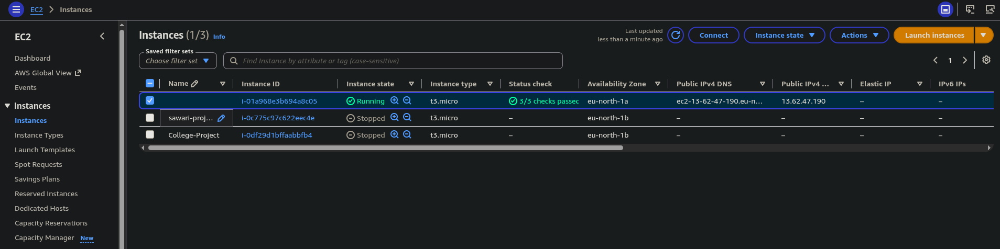 EC2 > Instances
EC2
Dashboard
AWS Global View
Events
Instances
Instances
Instance Types
Launch Templates
Spot Requests
Savings Plans
Reserved Instances
Dedicated Hosts
Capacity Reservations
Capacity Manager New
Instances (1/3) Info
Last updated
less than a minute ago
Connect Instance state Actions Launch instances
Saved filter sets
Choose filter set Find Instance by attribute or tag (case-sensitive) 1
Name Instance ID Instance state Instance type Status check Availability Zone Public IPv4 DNS Public IPv4 ... Elastic IP IPv6 IPs
i-01a968e3b694a8c05 Running t3.micro 3/3 checks passec eu-north-1a ec2-13-62-47-190.eu-n... 13.62.47.190 – –
sawari-proj... i-0c775c97c622eec4e Stopped t3.micro – eu-north-1b – – – –
College-Project i-0df29d1bffaabbfb4 Stopped t3.micro – eu-north-1b – – – –